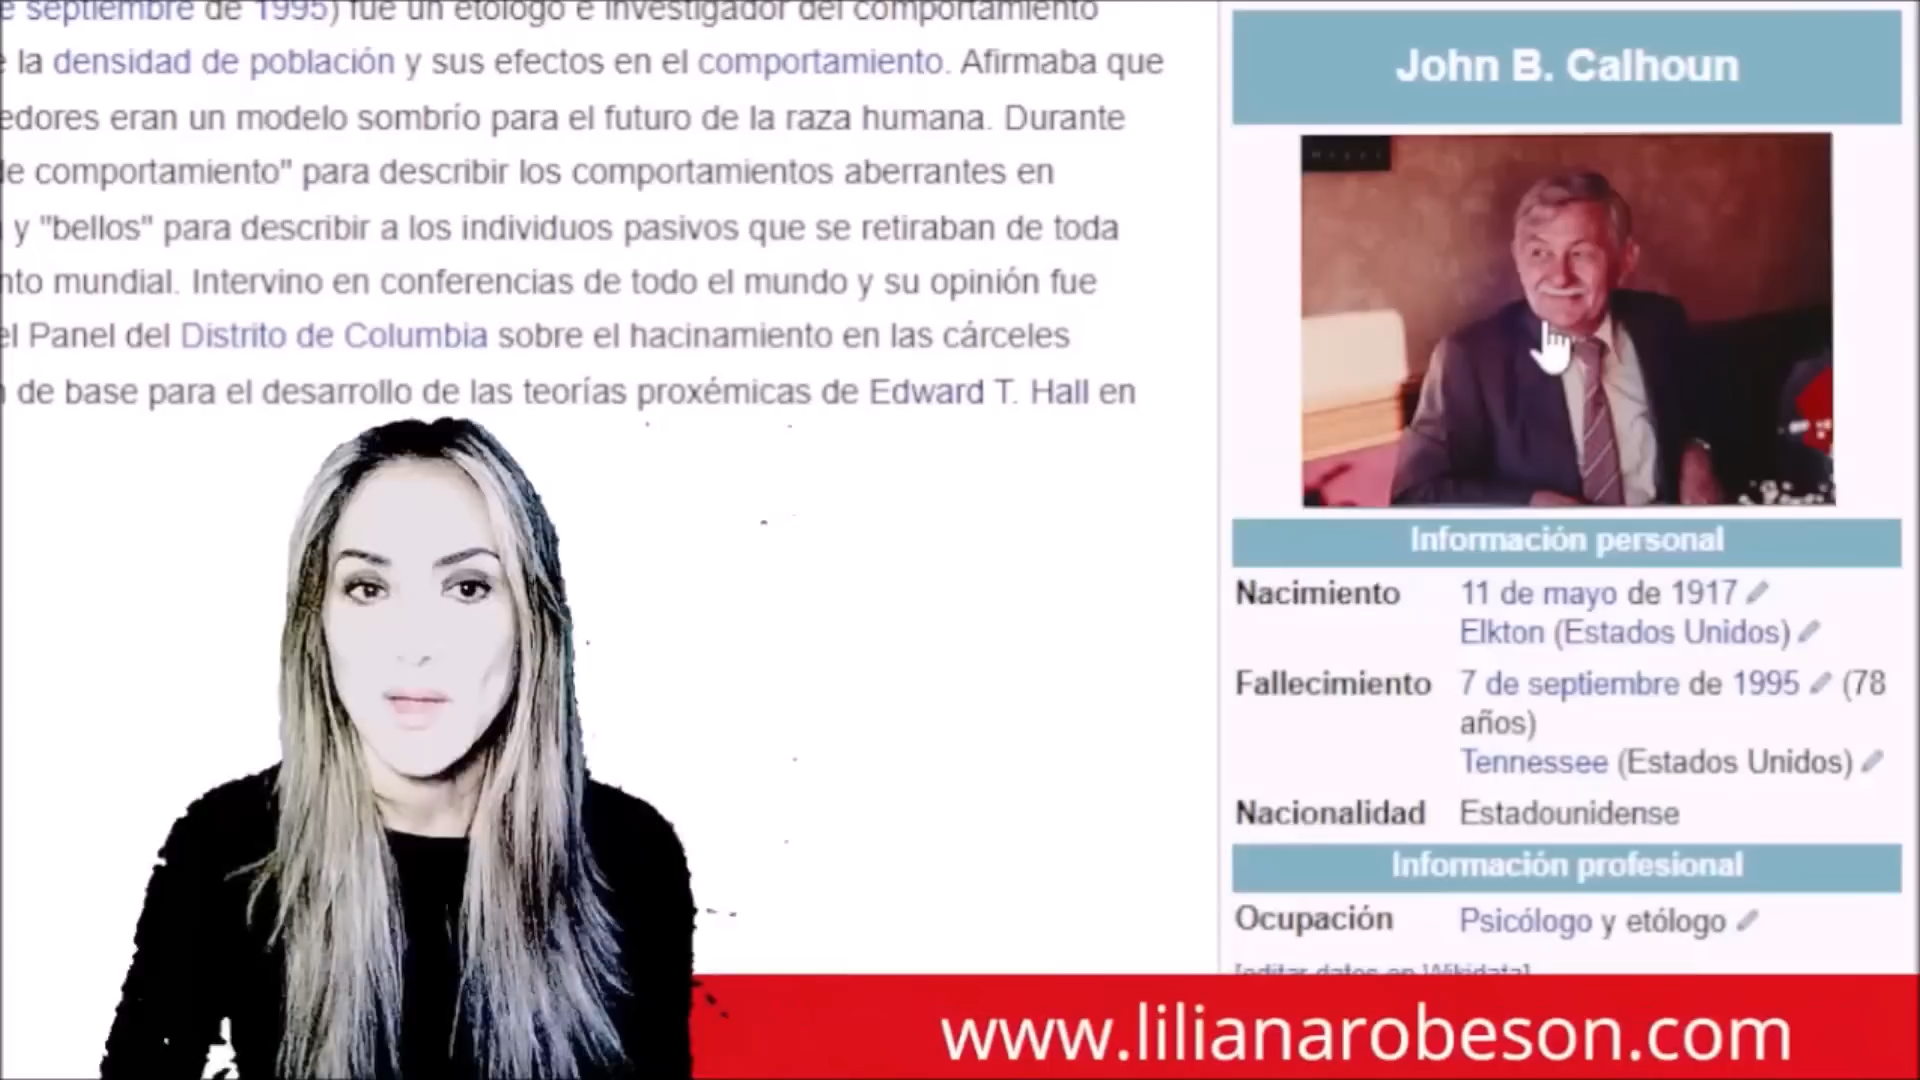 septiembre de 1995) fue un etólogo e investigador del comportamiento
la densidad de población y sus efectos en el comportamiento. Afirmaba que
edores eran un modelo sombrío para el futuro de la raza humana. Durante
de comportamiento" para describir los comportamientos aberrantes en
y "bellos" para describir a los individuos pasivos que se retiraban de toda
nto mundial. Intervino en conferencias de todo el mundo y su opinión fue
el Panel del Distrito de Columbia sobre el hacinamiento en las cárceles
de base para el desarrollo de las teorías proxémicas de Edward T. Hall en
John B. Calhoun
Información personal
Nacimiento 11 de mayo de 1917
Elkton (Estados Unidos)
Fallecimiento 7 de septiembre de 1995 (78
años)
Tennessee (Estados Unidos)
Nacionalidad Estadounidense
Información profesional
Ocupación Psicólogo y etólogo
[editar datos en Wikidata]
www.lilianarobeson.com